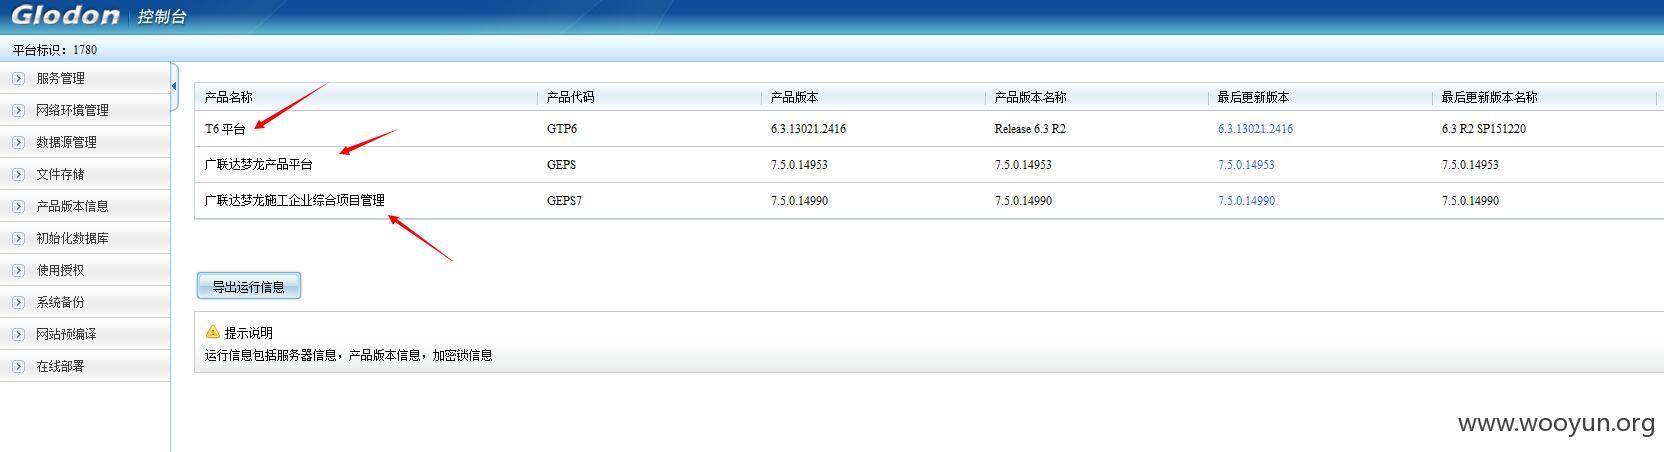 Glodon 控制台
平台标识：1780
服务管理
网络环境管理
数据源管理
文件存储
产品版本信息
初始化数据库
使用授权
系统备份
网站预编译
在线部署
产品名称 产品代码 产品版本 产品版本名称 最后更新版本 最后更新版本名称
T6 平台 GTP6 6.3.13021.2416 Release 6.3 R2 6.3.13021.2416 6.3 R2 SP151220
广联达梦龙产品平台 GEPS 7.5.0.14953 7.5.0.14953 7.5.0.14953 7.5.0.14953
广联达梦龙施工企业综合项目管理 GEPS7 7.5.0.14990 7.5.0.14990 7.5.0.14990 7.5.0.14990
导出运行信息
提示说明
运行信息包括服务器信息，产品版本信息，加密锁信息
www.wooyun.org